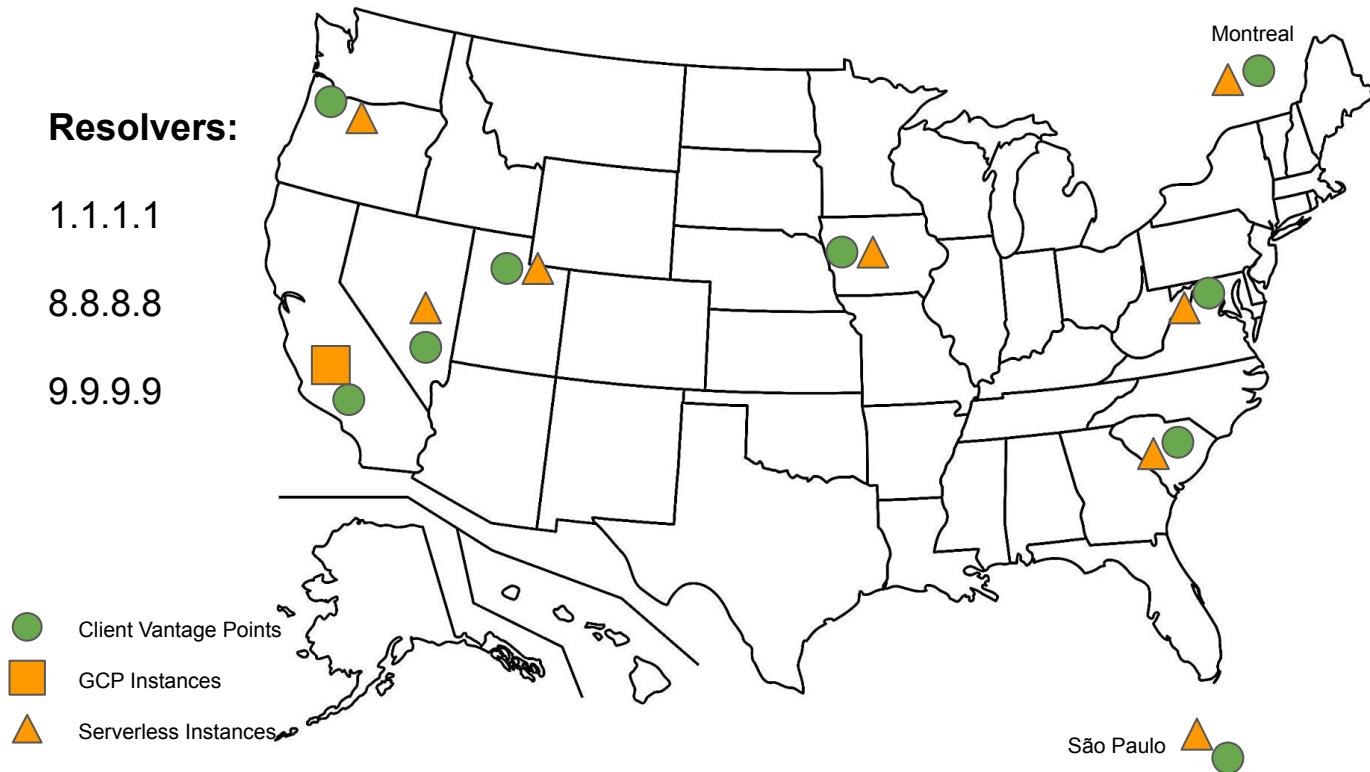 Montreal
Resolvers:
1.1.1.1
8.8.8.8
9.9.9.9
Client Vantage Points
GCP Instances
Serverless Instances
São Paulo